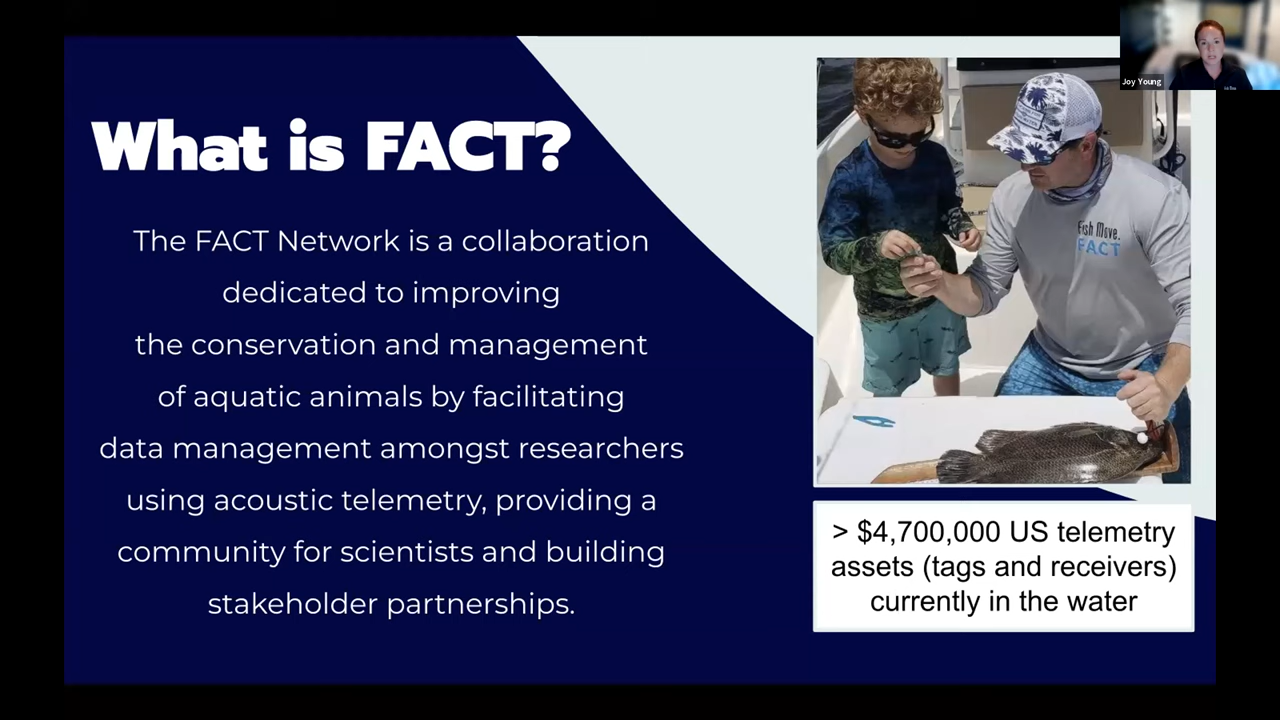 What is FACT?
The FACT Network is a collaboration
dedicated to improving
the conservation and management
of aquatic animals by facilitating
data management amongst researchers
using acoustic telemetry, providing a
community for scientists and building
stakeholder partnerships.
Joy Young
Fish Move.
FACT
> $4,700,000 US telemetry
assets (tags and receivers)
currently in the water